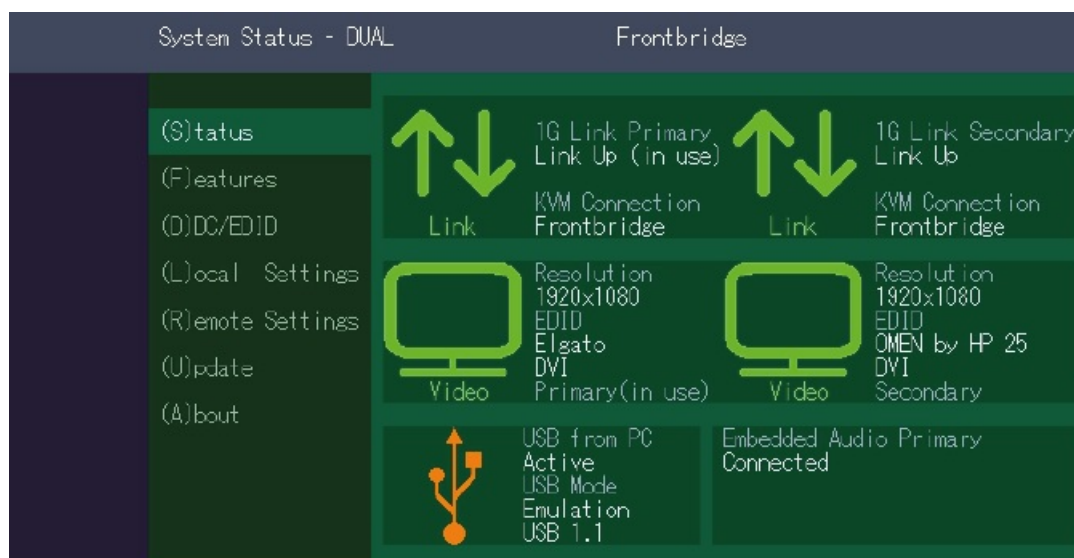 System Status - DUAL
Frontbridge
(S)tatus
(F)eatures
(D)DC/EDID
(L)ocal Settings
(R)emote Settings
(U)pdate
(A)bout
1G Link Primary
Link Up (in use)
KVM Connection
Frontbridge
Link
1G Link Secondary
Link Up
KVM Connection
Frontbridge
Link
Resolution
1920x1080
EDID
Elgato
DVI
Primary(in use)
Video
Resolution
1920x1080
EDID
OMEN by HP 25
DVI
Secondary
Video
USB from PC
Active
USB Mode
Emulation
USB 1.1
Embedded Audio Primary
Connected